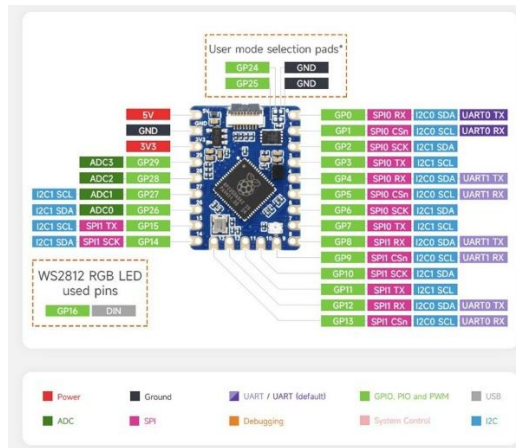 User mode selection pads*
GP24 GND
GP25 GND
5V
GND
3V3
ADC3 GP29
ADC2 GP28
I2C1 SCL ADC1 GP27
I2C1 SDA ADC0 GP26
I2C1 SCL SPI1 TX GP15
I2C1 SDA SPI1 SCK GP14
GP0 SPI0 RX I2C0 SDA UART0 TX
GP1 SPI0 CSn I2C0 SCL UART0 RX
GP2 SPI0 SCK I2C1 SDA
GP3 SPI0 TX I2C1 SCL
GP4 SPI0 RX I2C0 SDA UART1 TX
GP5 SPI0 CSn I2C0 SCL UART1 RX
GP6 SPI0 SCK I2C1 SDA
GP7 SPI0 TX I2C1 SCL
GP8 SPI1 RX I2C0 SDA UART1 TX
GP9 SPI1 CSn I2C0 SCL UART1 RX
GP10 SPI1 SCK I2C1 SDA
GP11 SPI1 TX I2C1 SCL
GP12 SPI1 RX I2C0 SDA UART0 TX
GP13 SPI1 CSn I2C0 SCL UART0 RX
WS2812 RGB LED
used pins
GP16 DIN
Power Ground UART / UART (default) GPIO, PIO and PWM USB
ADC SPI Debugging System Control I2C